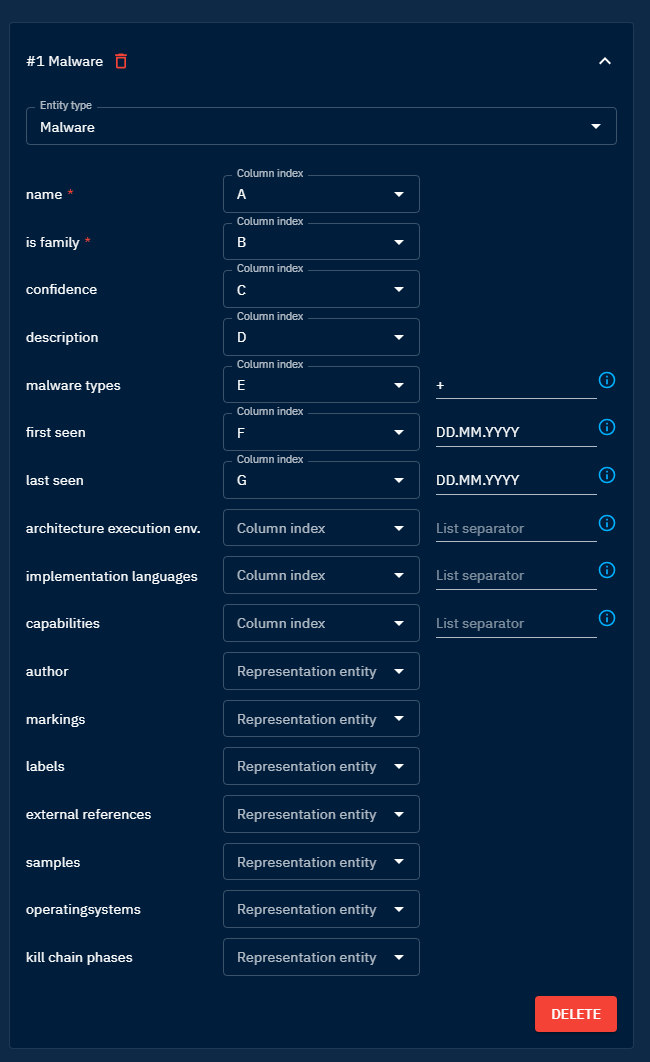 #1 Malware
Entity type
Malware
name * Column index A
is family * Column index B
confidence Column index C
description Column index D
malware types Column index E +
first seen Column index F DD.MM.YYYY
last seen Column index G DD.MM.YYYY
architecture execution env. Column index List separator
implementation languages Column index List separator
capabilities Column index List separator
author Representation entity
markings Representation entity
labels Representation entity
external references Representation entity
samples Representation entity
operatingsystems Representation entity
kill chain phases Representation entity
DELETE